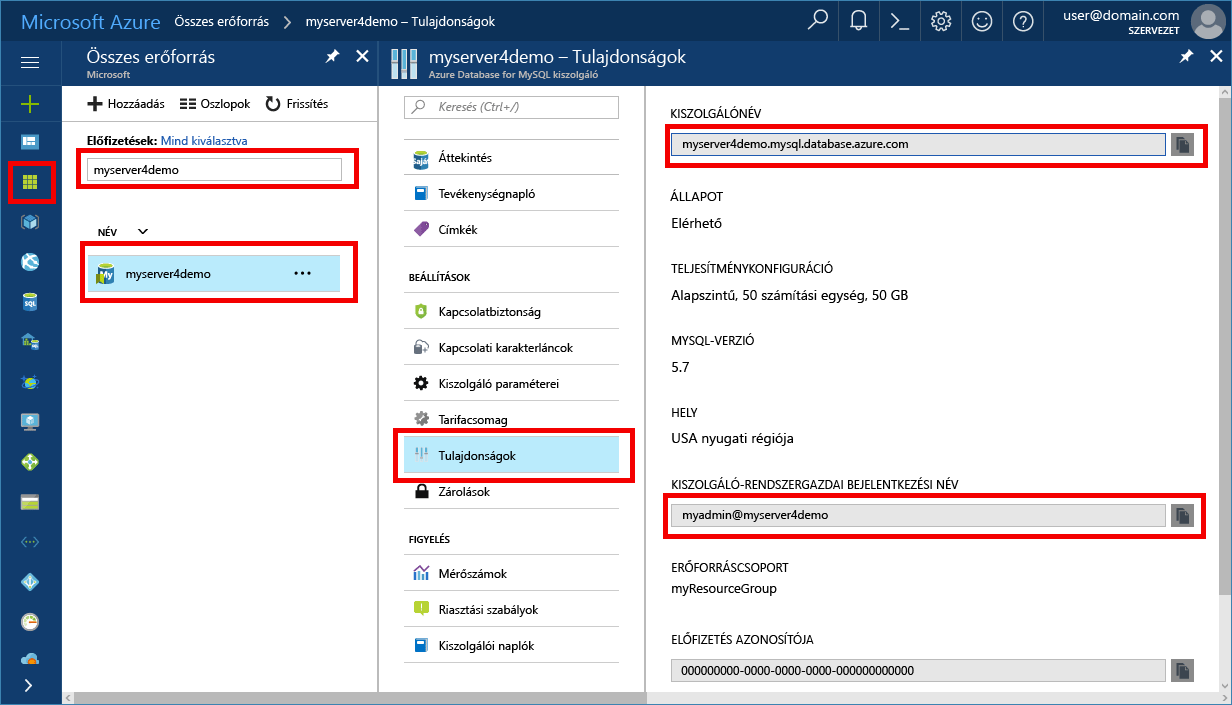 Microsoft Azure
Összes erőforrás
myserver4demo – Tulajdonságok
user@domain.com
SZERVEZET
Összes erőforrás
Microsoft
Hozzáadás
Oszlopok
Frissítés
Előfizetések: Mind kiválasztva
myserver4demo
NÉV
My
myserver4demo
myserver4demo – Tulajdonságok
Azure Database for MySQL kiszolgáló
Keresés (Ctrl+/)
Saját
Áttekintés
Tevékenységnapló
Címkék
BEÁLLÍTÁSOK
Kapcsolatbiztonság
Kapcsolati karakterláncok
Kiszolgáló paraméterei
Tarifacsomag
Tulajdonságok
Zárolások
FIGYELÉS
Mérőszámok
Riasztási szabályok
Kiszolgálói naplók
KISZOLGÁLÓNÉV
myserver4demo.mysql.database.azure.com
ÁLLAPOT
Elérhető
TELJESÍTMÉNYKONFIGURÁCIÓ
Alapszintű, 50 számítási egység, 50 GB
MYSQL-VERZIÓ
5.7
HELY
USA nyugati régiója
KISZOLGÁLÓ-RENDSZERGAZDAI BEJELENTKEZÉSI NÉV
myadmin@myserver4demo
ERŐFORRÁSCSOPORT
myResourceGroup
ELŐFIZETÉS AZONOSÍTÓJA
000000000-0000-0000-0000-000000000000
SQL